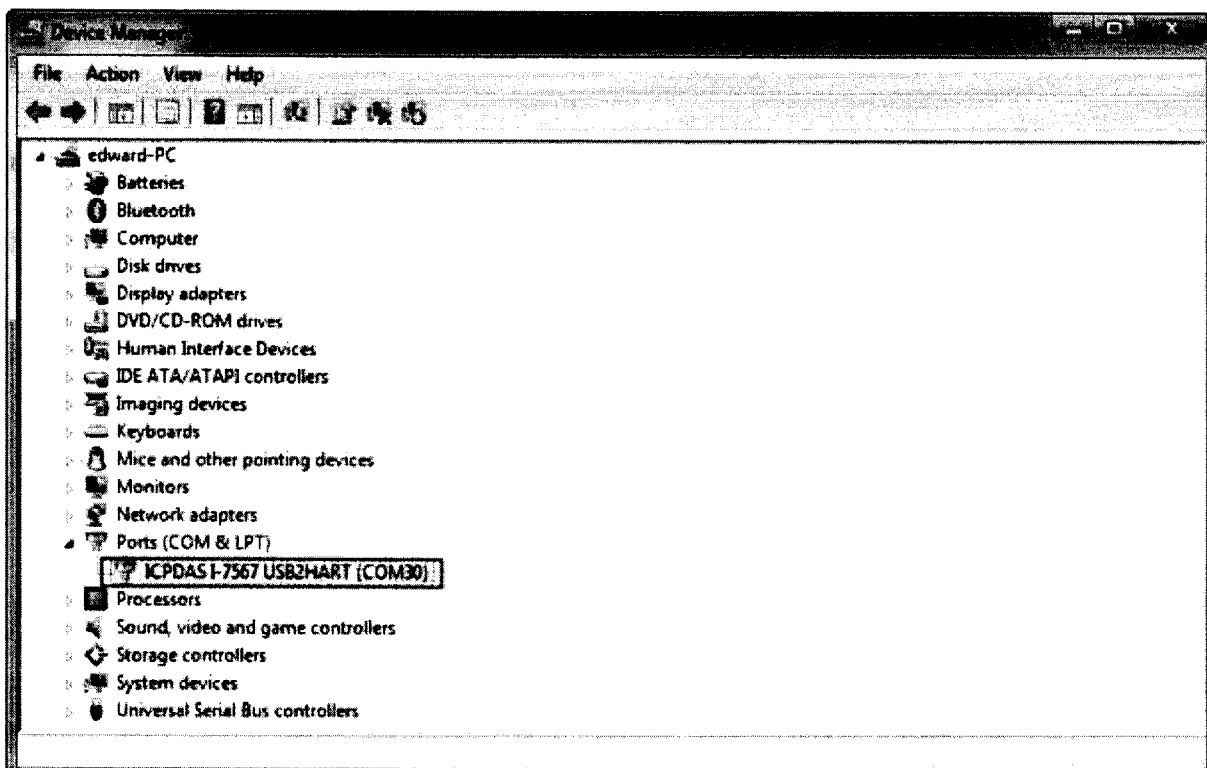 Device Manager
File Action View Help
edward-PC
Batteries
Bluetooth
Computer
Disk drives
Display adapters
DVD/CD-ROM drives
Human Interface Devices
IDE ATA/ATAPI controllers
Imaging devices
Keyboards
Mice and other pointing devices
Monitors
Network adapters
Ports (COM & LPT)
ICPDAS I-7567 USB2HART (COM30)
Processors
Sound, video and game controllers
Storage controllers
System devices
Universal Serial Bus controllers